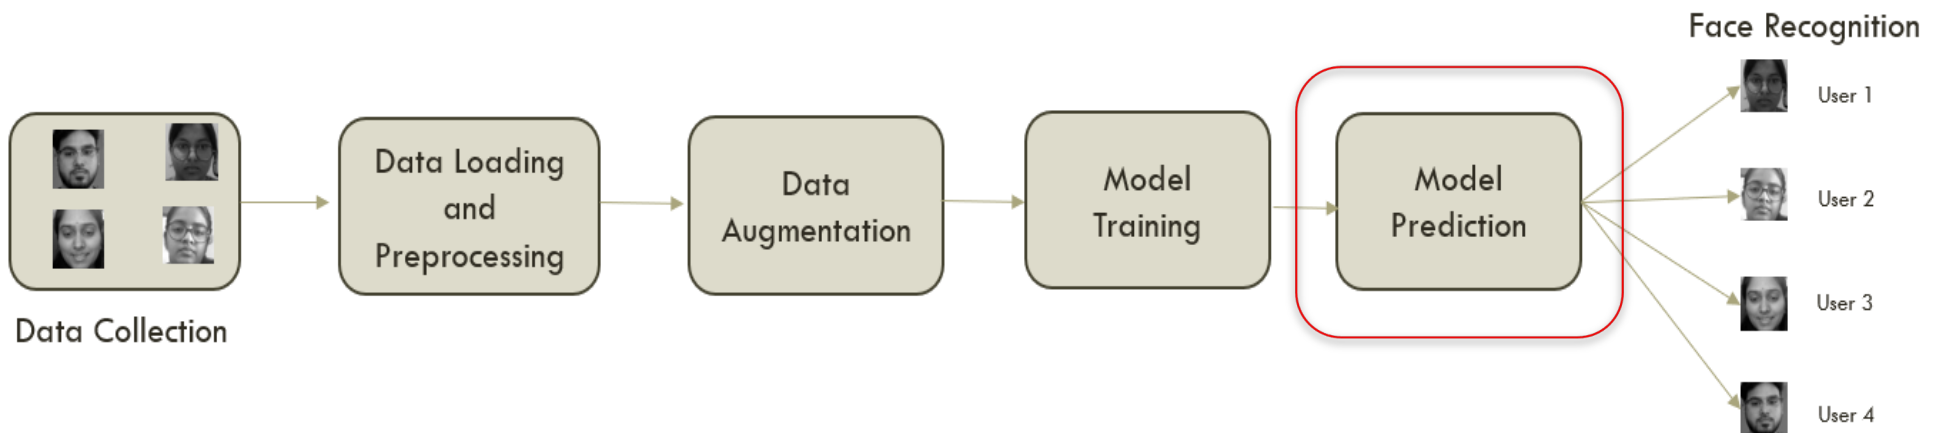 Data Collection
Data Loading
and
Preprocessing
Data
Augmentation
Model
Training
Model
Prediction
Face Recognition
User 1
User 2
User 3
User 4